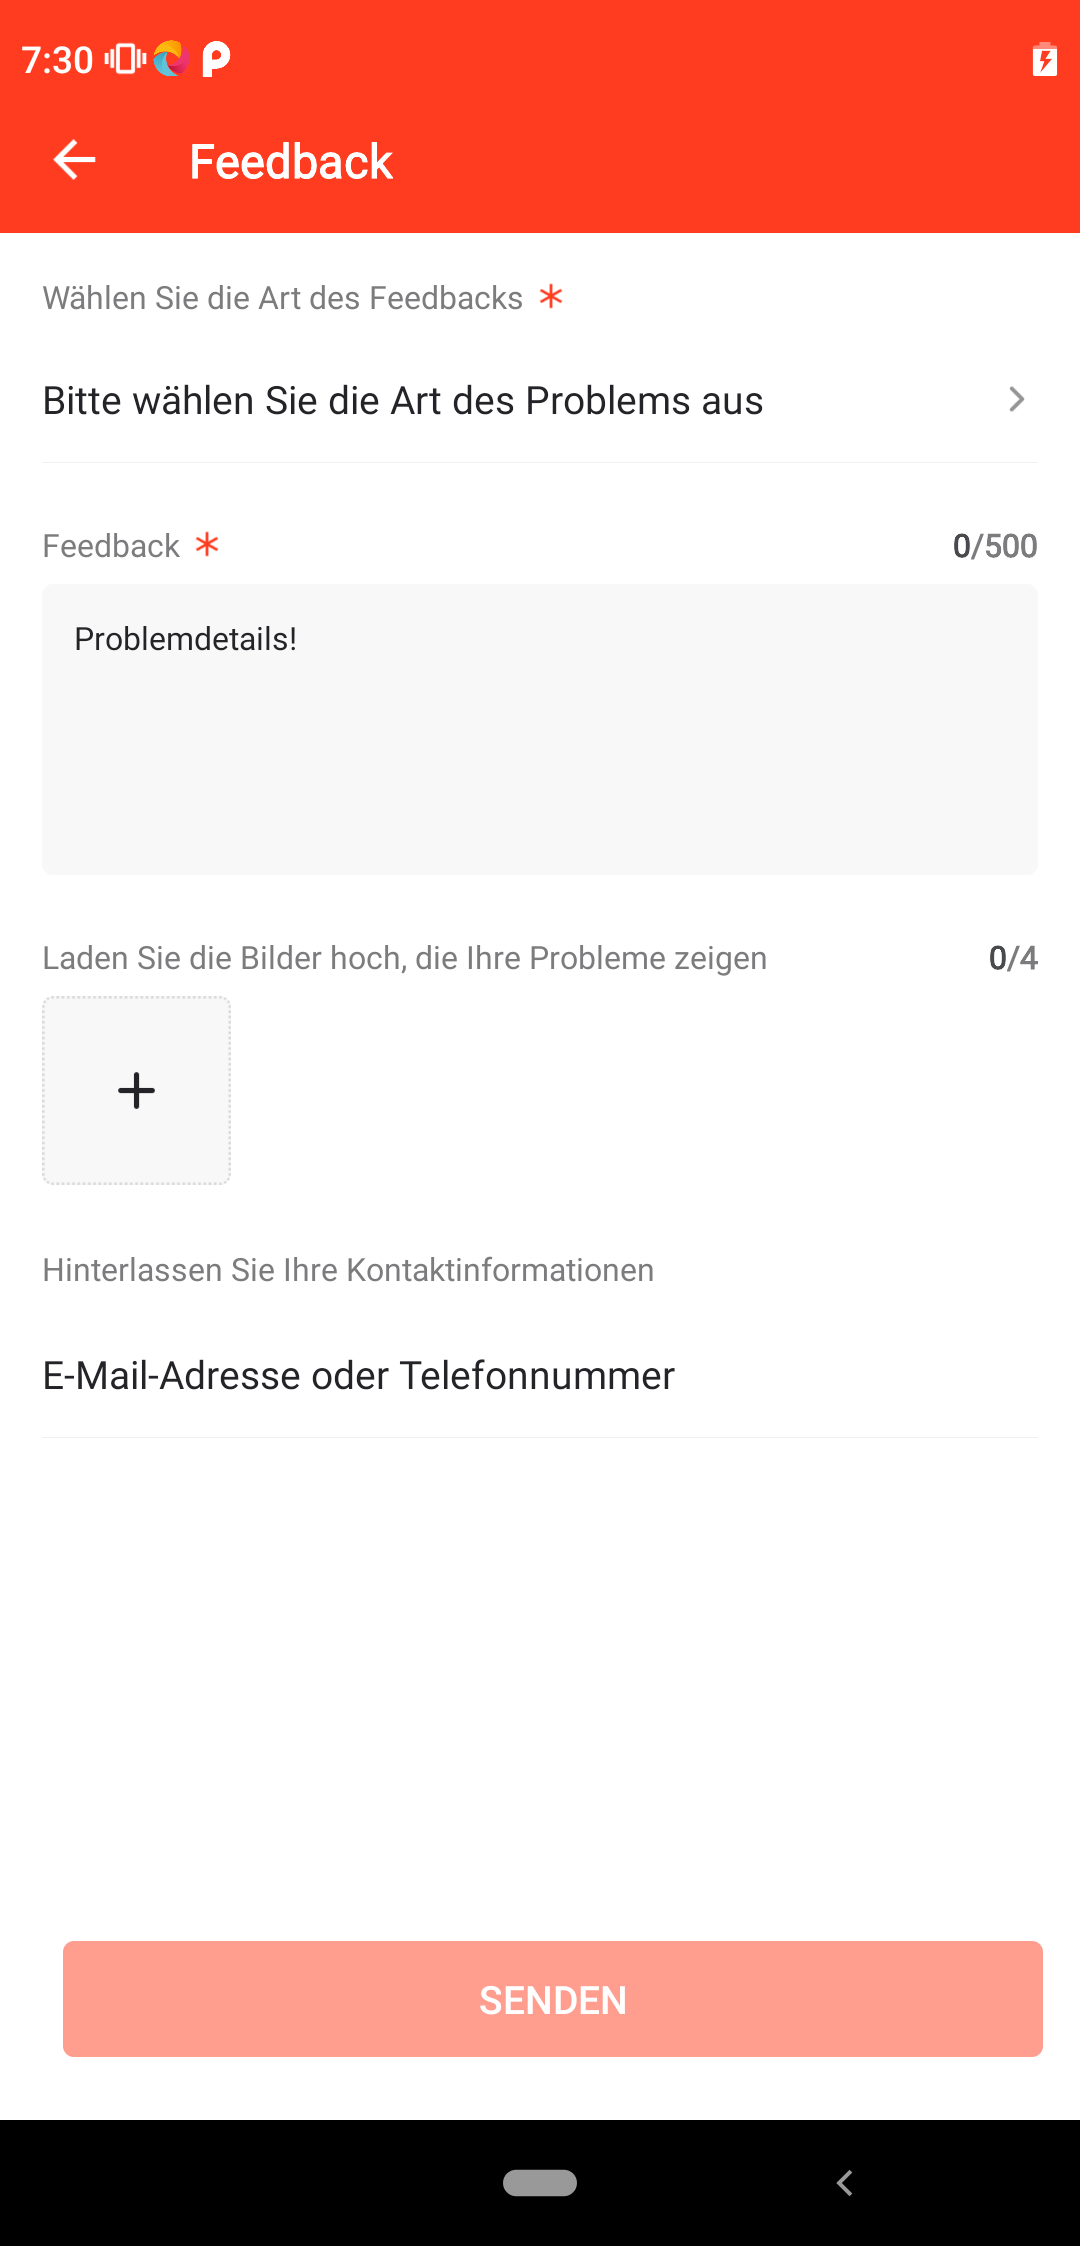 7:30
Feedback
Wählen Sie die Art des Feedbacks *
Bitte wählen Sie die Art des Problems aus
Feedback * 0/500
Problemdetails!
Laden Sie die Bilder hoch, die Ihre Probleme zeigen 0/4
Hinterlassen Sie Ihre Kontaktinformationen
E-Mail-Adresse oder Telefonnummer
SENDEN